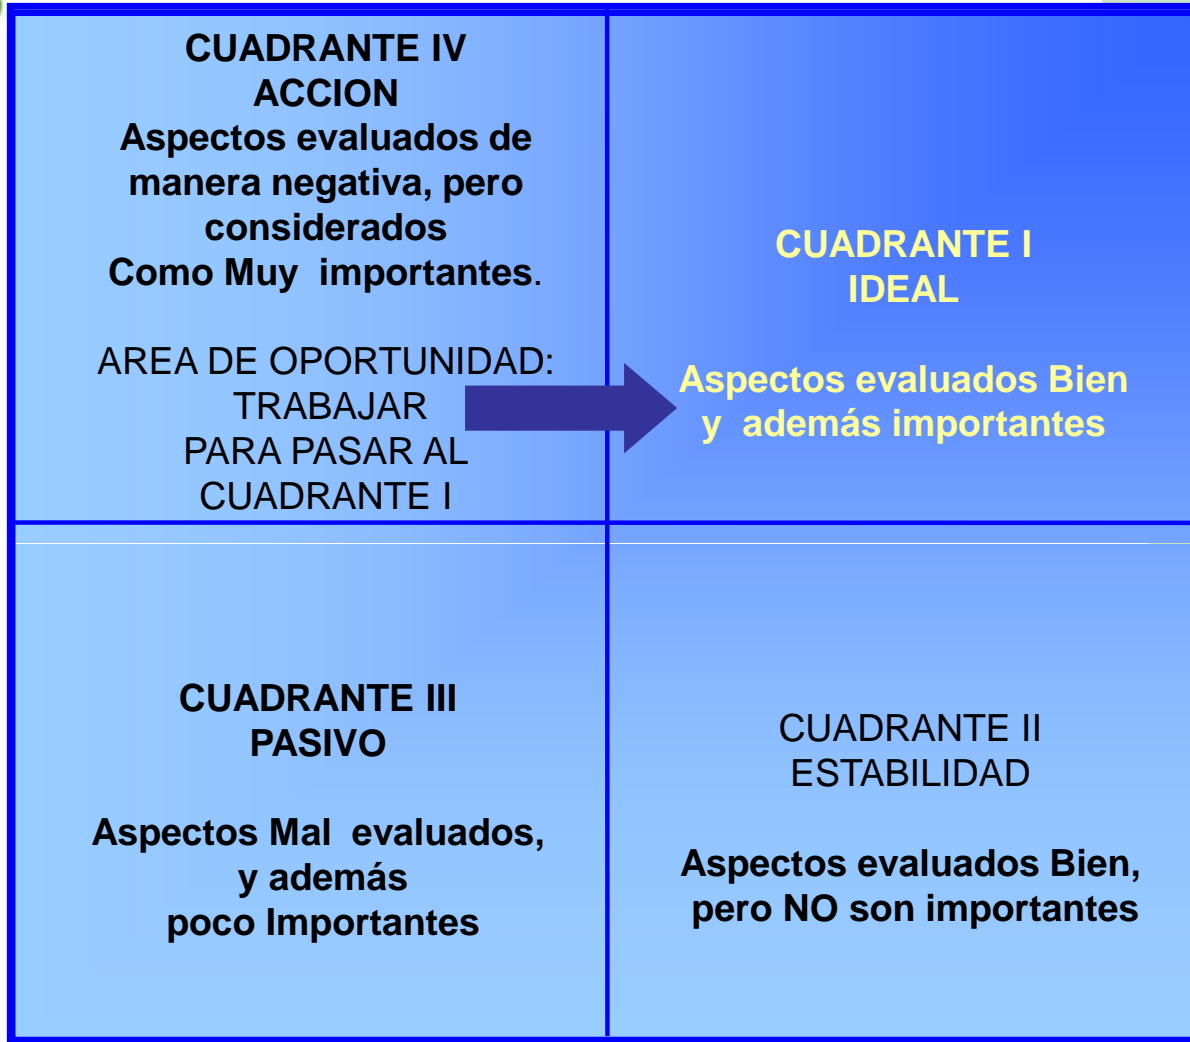 CUADRANTE IV
ACCION
Aspectos evaluados de
manera negativa, pero
considerados
Como Muy importantes.
AREA DE OPORTUNIDAD:
TRABAJAR
PARA PASAR AL
CUADRANTE I
CUADRANTE I
IDEAL
Aspectos evaluados Bien
y además importantes
CUADRANTE III
PASIVO
Aspectos Mal evaluados,
y además
poco Importantes
CUADRANTE II
ESTABILIDAD
Aspectos evaluados Bien,
pero NO son importantes